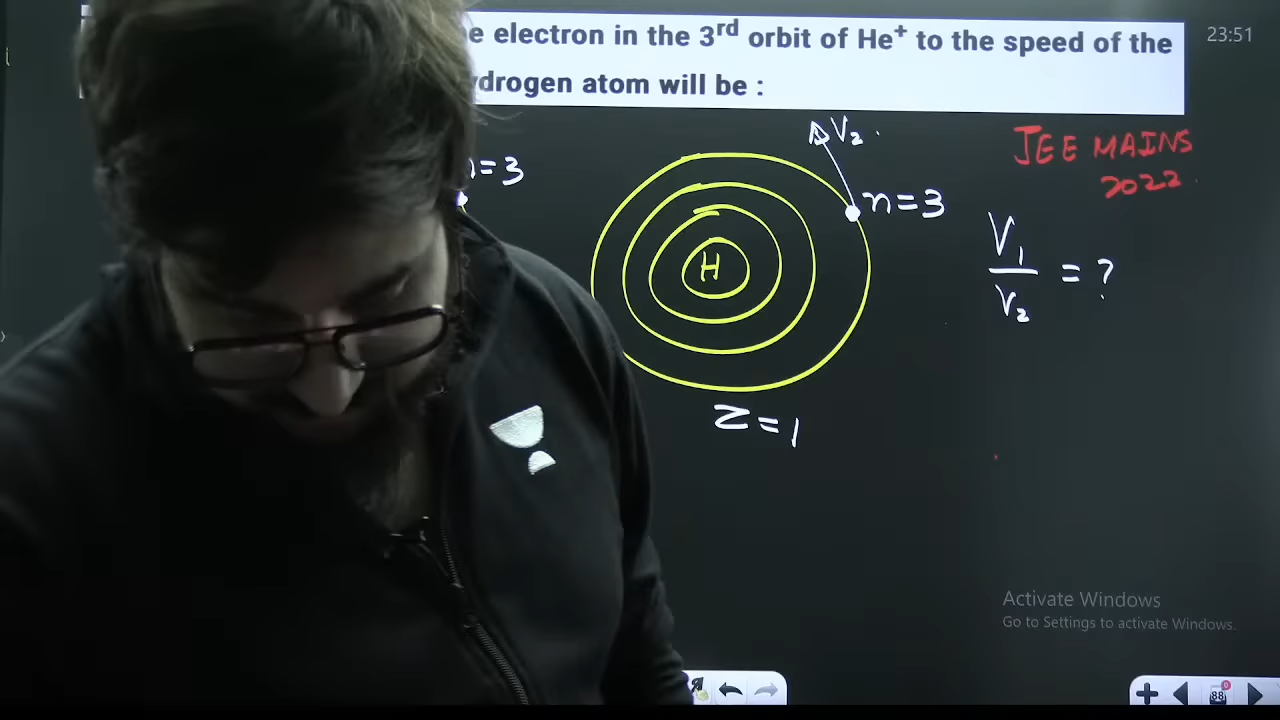 e electron in the 3rd orbit of He+ to the speed of the
drogen atom will be :
23:51
V2
JEE MAINS
2022
n=3
n=3
V1
V2
= ?
H
Z=1
Activate Windows
Go to Settings to activate Windows.
88